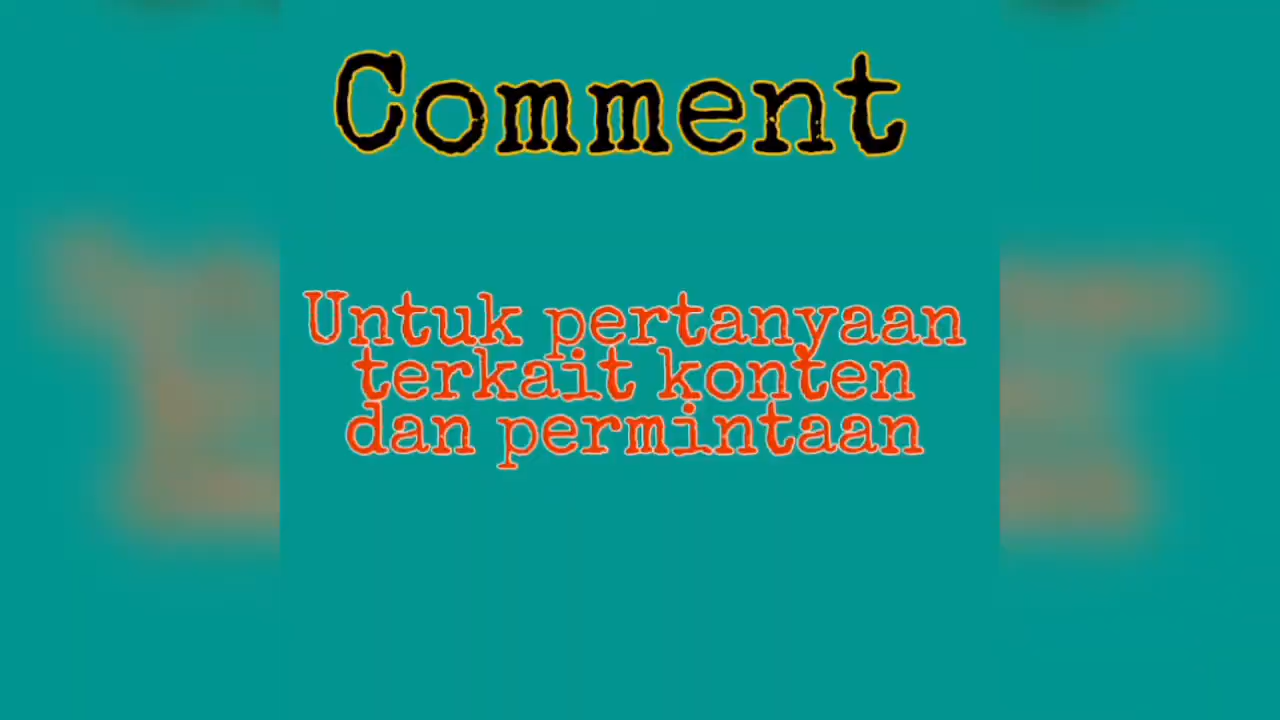 Comment
Untuk pertanyaan
terkait konten
dan permintaan